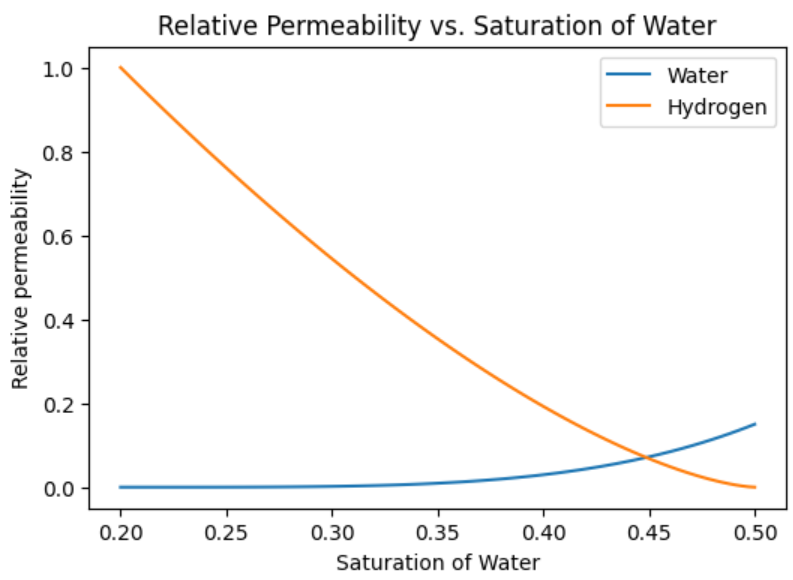 Relative Permeability vs. Saturation of Water
Water
Hydrogen
Relative permeability
1.0
0.8
0.6
0.4
0.2
0.0
0.20 0.25 0.30 0.35 0.40 0.45 0.50
Saturation of Water